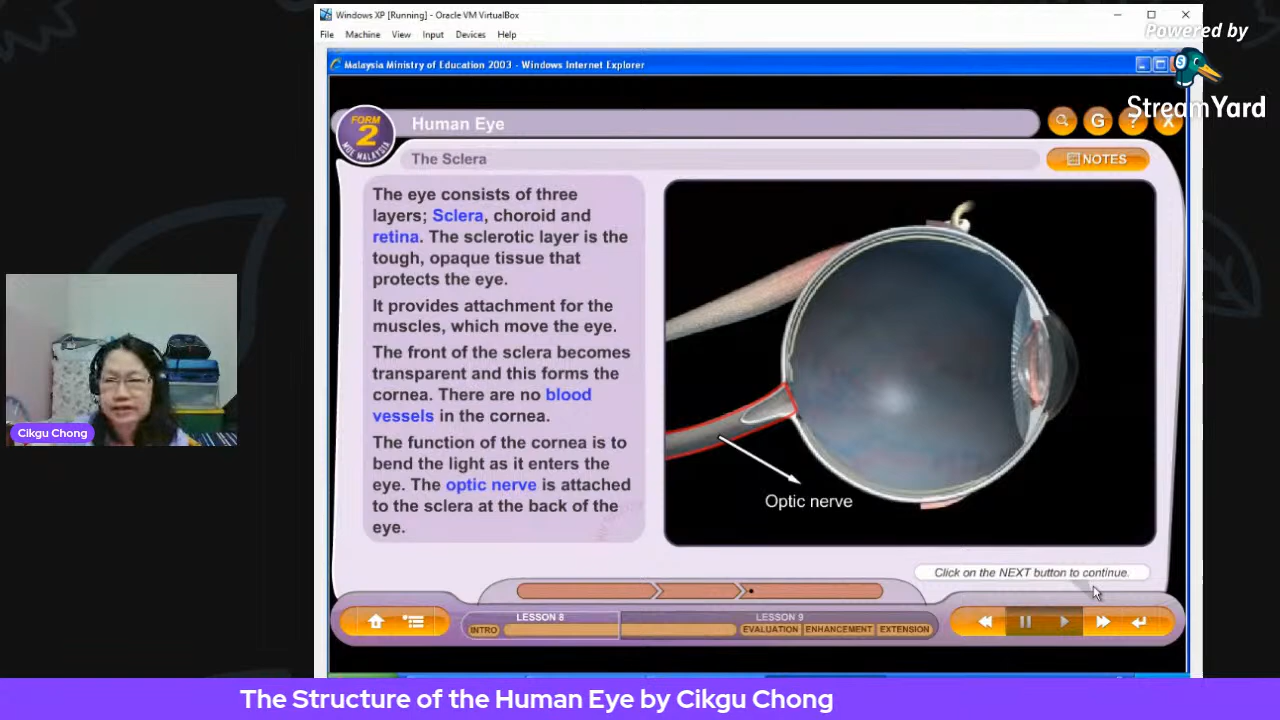 Windows XP [Running] - Oracle VM VirtualBox
File Machine View Input Devices Help
Powered by
StreamYard
Malaysia Ministry of Education 2003 - Windows Internet Explorer
FORM
2
MOE MALAYSIA
Human Eye
G ? X
The Sclera
NOTES
The eye consists of three
layers; Sclera, choroid and
retina. The sclerotic layer is the
tough, opaque tissue that
protects the eye.
It provides attachment for the
muscles, which move the eye.
The front of the sclera becomes
transparent and this forms the
cornea. There are no blood
vessels in the cornea.
The function of the cornea is to
bend the light as it enters the
eye. The optic nerve is attached
to the sclera at the back of the
eye.
Optic nerve
Cikgu Chong
Click on the NEXT button to continue.
LESSON 8
LESSON 9
INTRO
EVALUATION ENHANCEMENT EXTENSION
The Structure of the Human Eye by Cikgu Chong